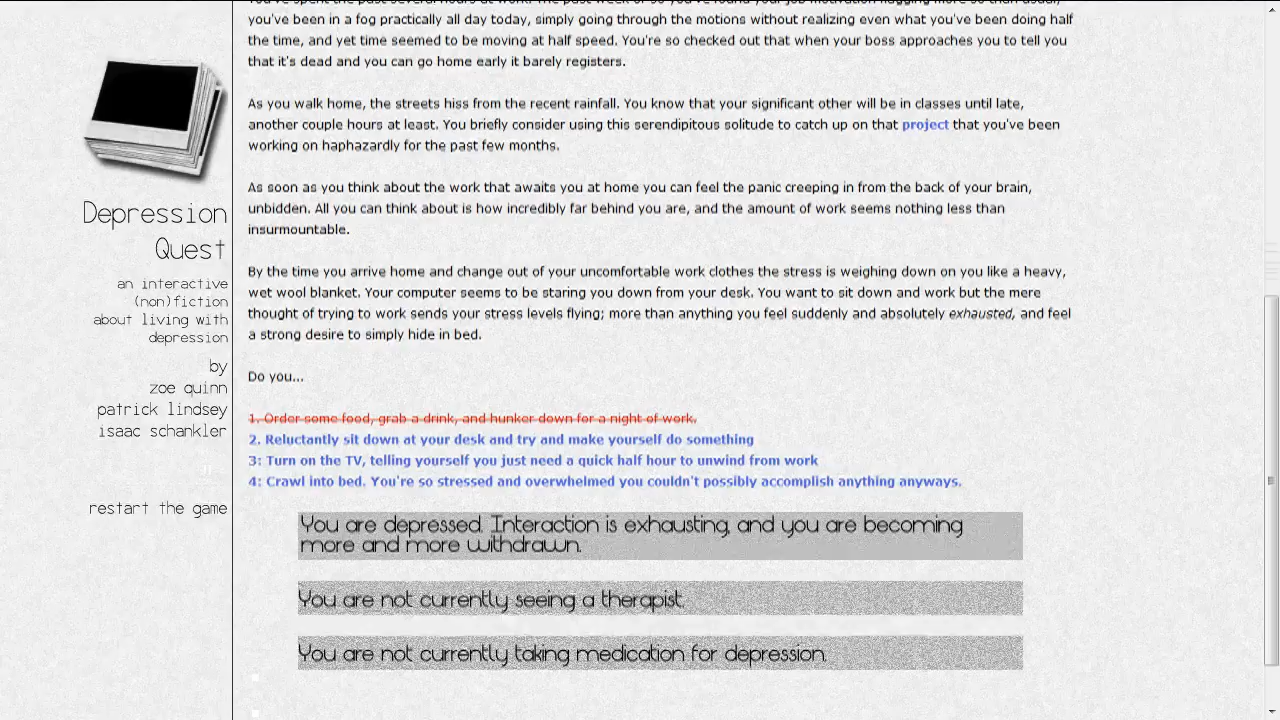 you've been in a fog practically all day today, simply going through the motions without realizing even what you've been doing half
the time, and yet time seemed to be moving at half speed. You're so checked out that when your boss approaches you to tell you
that it's dead and you can go home early it barely registers.
As you walk home, the streets hiss from the recent rainfall. You know that your significant other will be in classes until late,
another couple hours at least. You briefly consider using this serendipitous solitude to catch up on that project that you've been
working on haphazardly for the past few months.
As soon as you think about the work that awaits you at home you can feel the panic creeping in from the back of your brain,
unbidden. All you can think about is how incredibly far behind you are, and the amount of work seems nothing less than
insurmountable.
By the time you arrive home and change out of your uncomfortable work clothes the stress is weighing down on you like a heavy,
wet wool blanket. Your computer seems to be staring you down from your desk. You want to sit down and work but the mere
thought of trying to work sends your stress levels flying; more than anything you feel suddenly and absolutely exhausted, and feel
a strong desire to simply hide in bed.
Do you...
1. Order some food, grab a drink, and hunker down for a night of work.
2. Reluctantly sit down at your desk and try and make yourself do something
3: Turn on the TV, telling yourself you just need a quick half hour to unwind from work
4: Crawl into bed. You're so stressed and overwhelmed you couldn't possibly accomplish anything anyways.
You are depressed. Interaction is exhausting, and you are becoming
more and more withdrawn.
You are not currently seeing a therapist.
You are not currently taking medication for depression.
Depression
Quest
an interactive
(non)fiction
about living with
depression
by
zoe quinn
patrick lindsey
isaac schankler
restart the game